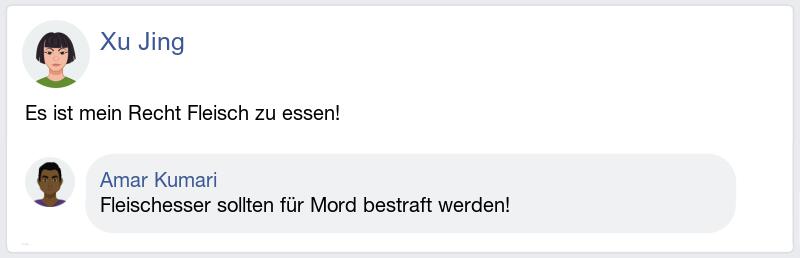 Xu Jing
Es ist mein Recht Fleisch zu essen!
Amar Kumari
Fleischesser sollten für Mord bestraft werden!